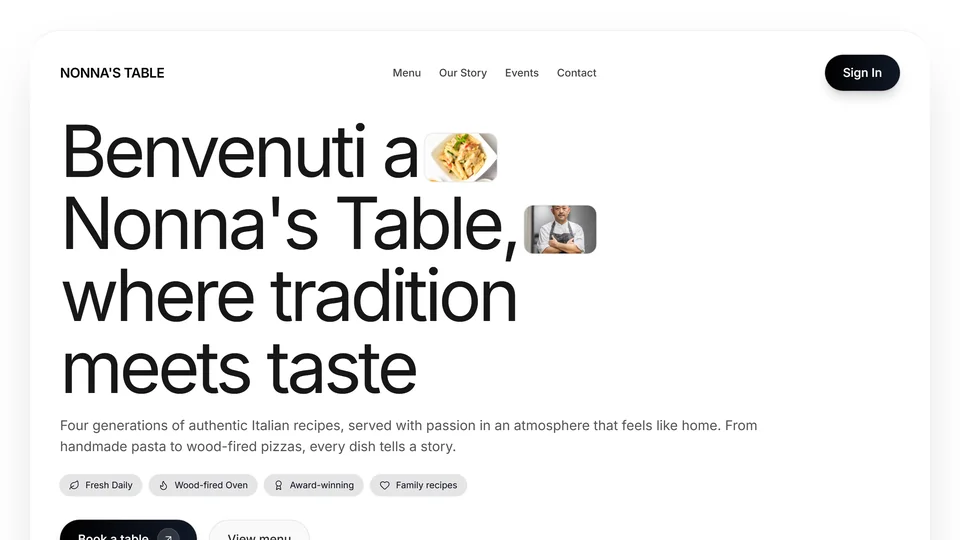 NONNA'S TABLE
Menu Our Story Events Contact
Sign In
Benvenuti a
Nonna's Table,
where tradition
meets taste
Four generations of authentic Italian recipes, served with passion in an atmosphere that feels like home. From
handmade pasta to wood-fired pizzas, every dish tells a story.
Fresh Daily Wood-fired Oven Award-winning Family recipes
Book a table View menu